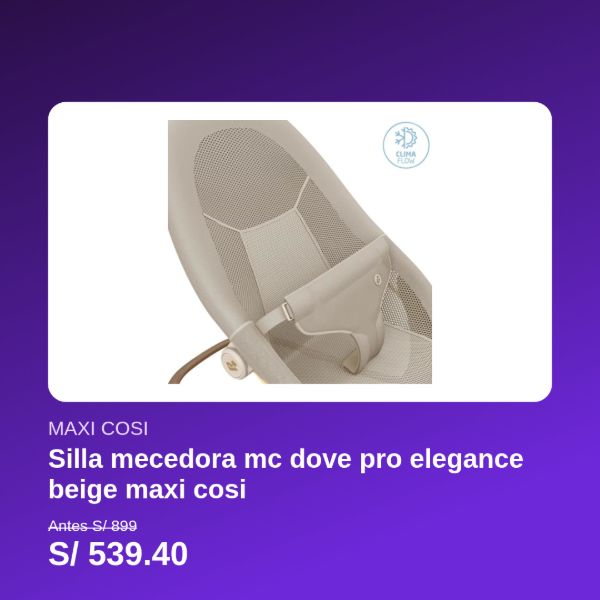 CLIMA
FLOW
MAXI COSI
Silla mecedora mc dove pro elegance
beige maxi cosi
Antes S/ 899
S/ 539.40